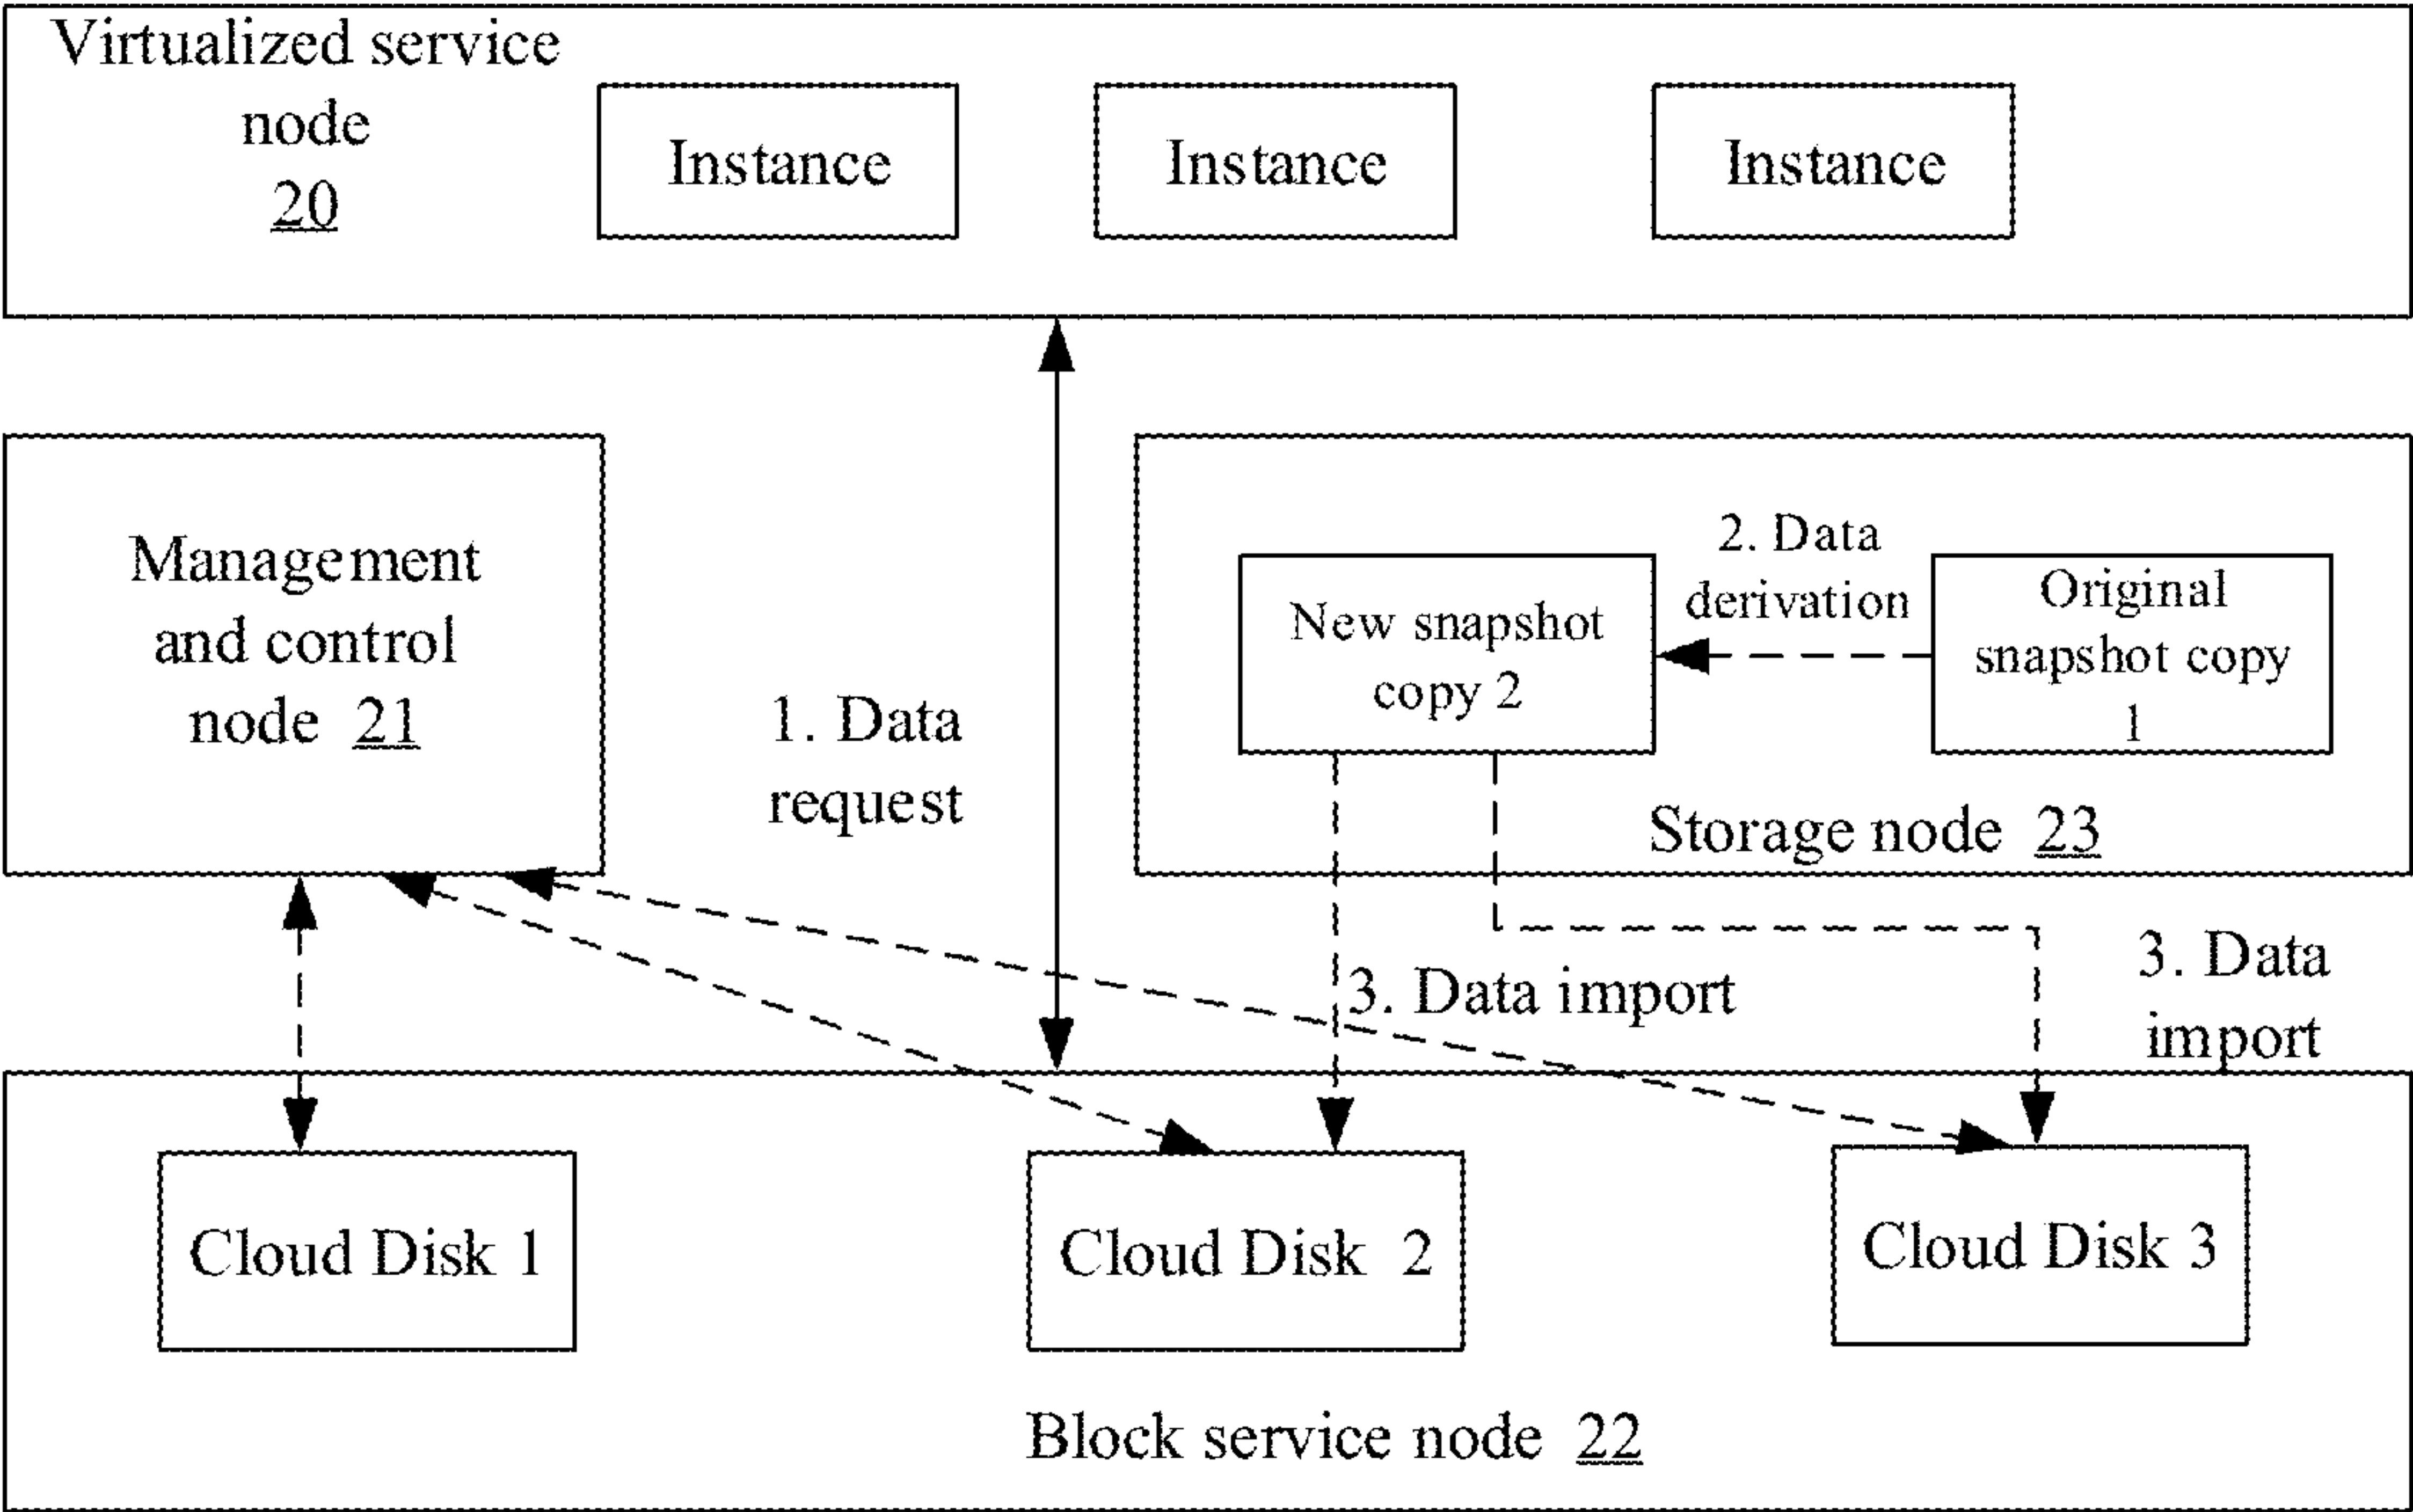 Virtualized service
node
20
Instance
Instance
Instance
Management
and control
node 21
1. Data
request
2. Data
derivation
New snapshot
copy 2
Original
snapshot copy
1
Storage node 23
3. Data import
3. Data
import
Cloud Disk 1
Cloud Disk 2
Cloud Disk 3
Block service node 22